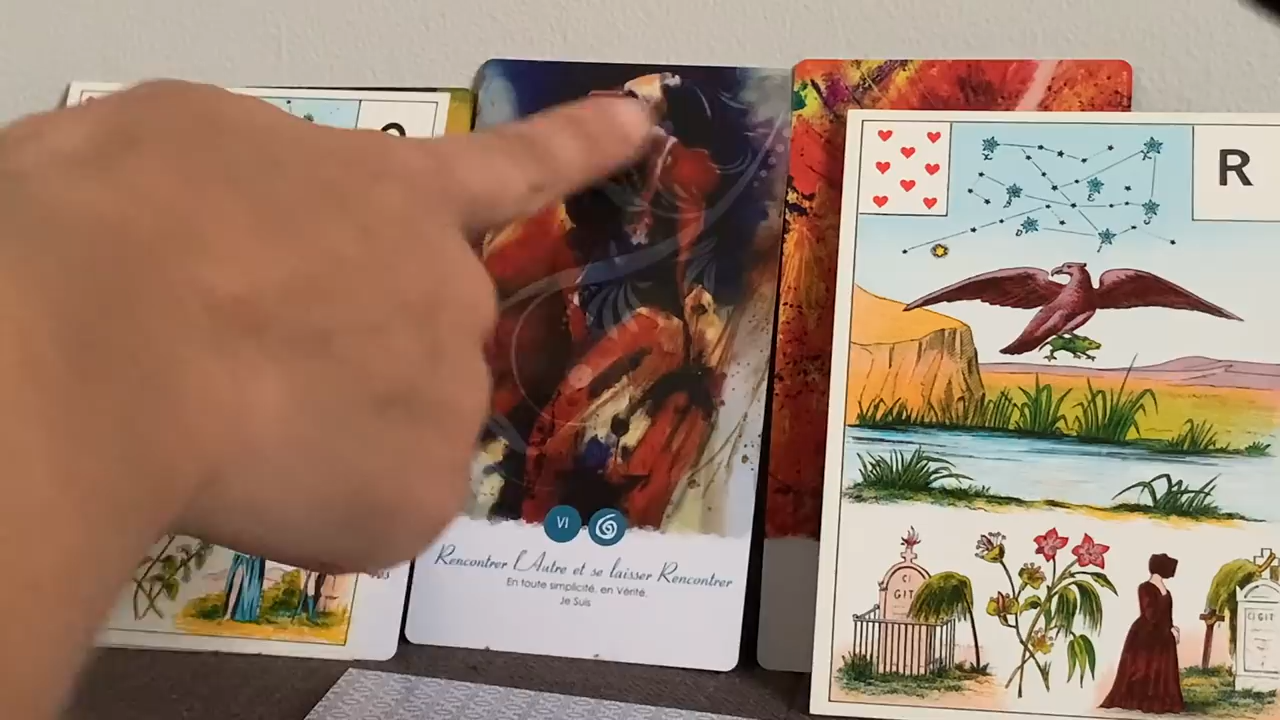 R
VI
Rencontrer L'Autre et se laisser Rencontrer
En toute simplicité, en Vérité.
Je Suis
CI
GIT
CI GIT